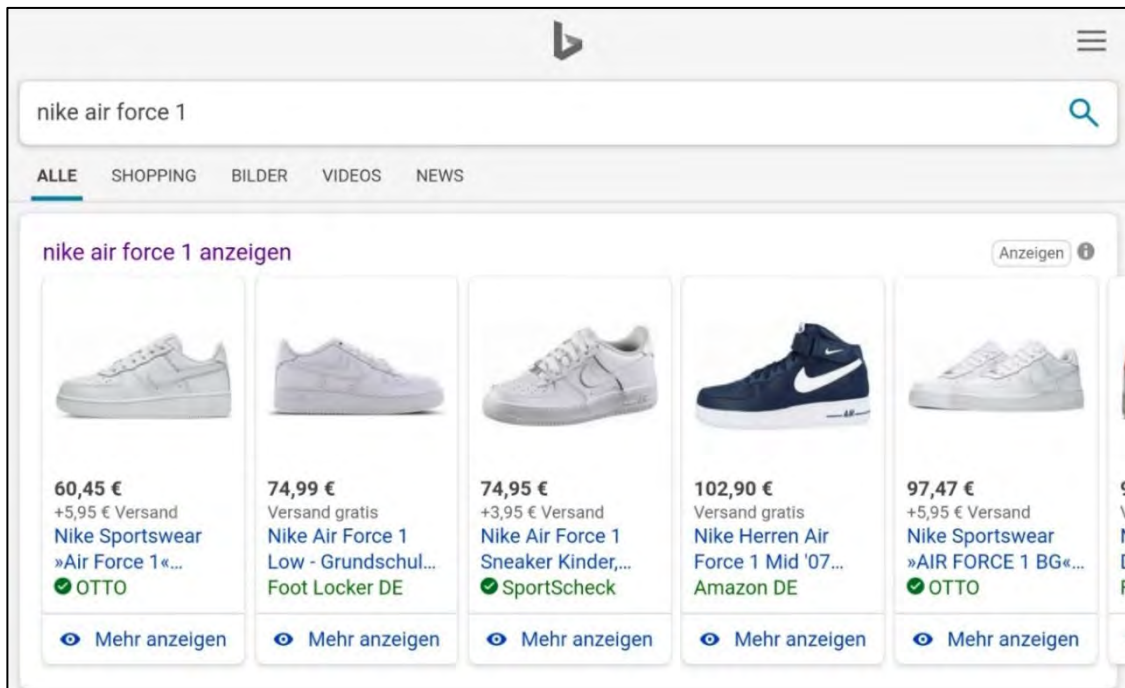 nike air force 1
ALLE SHOPPING BILDER VIDEOS NEWS
nike air force 1 anzeigen
Anzeigen
60,45 €
+5,95 € Versand
Nike Sportswear
»Air Force 1«...
OTTO
Mehr anzeigen
74,99 €
Versand gratis
Nike Air Force 1
Low - Grundschul...
Foot Locker DE
Mehr anzeigen
74,95 €
+3,95 € Versand
Nike Air Force 1
Sneaker Kinder,...
SportScheck
Mehr anzeigen
102,90 €
Versand gratis
Nike Herren Air
Force 1 Mid '07...
Amazon DE
Mehr anzeigen
97,47 €
+5,95 € Versand
Nike Sportswear
»AIR FORCE 1 BG«...
OTTO
Mehr anzeigen